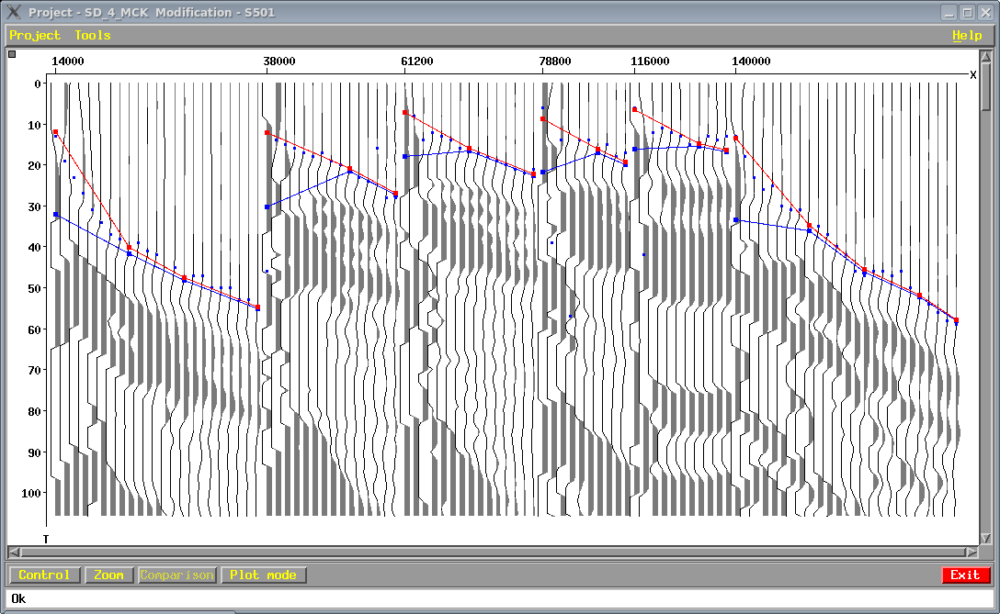 Project - SD_4_MCK  Modification - S501
Project  Tools  Help
14000  38000  61200  78800  116000  140000
X
0
10
20
30
40
50
60
70
80
90
100
T
Control  Zoom  Comparison  Plot mode  Exit
Ok